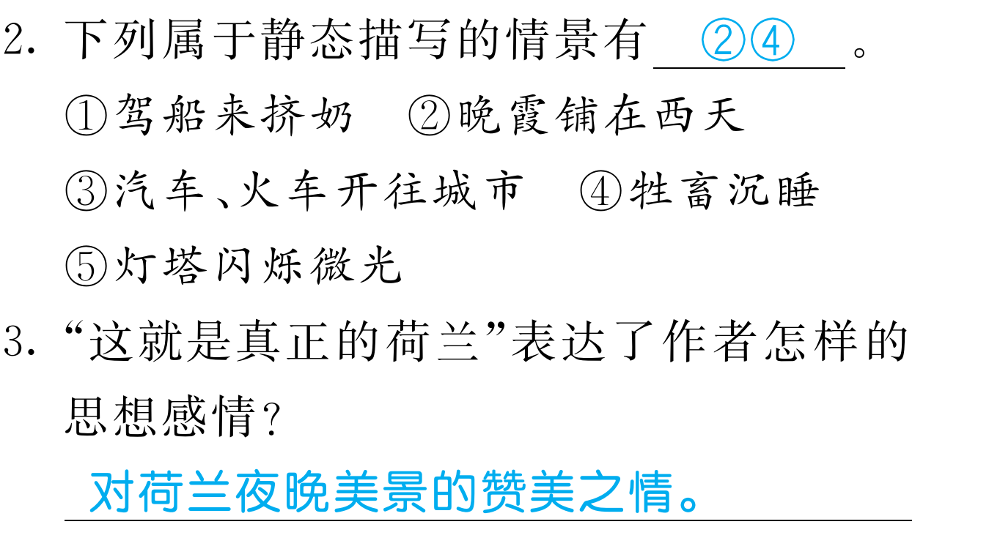 2. 下列属于静态描写的情景有 ②④ 。
①驾船来挤奶 ②晚霞铺在西天
③汽车、火车开往城市 ④牲畜沉睡
⑤灯塔闪烁微光
3. “这就是真正的荷兰”表达了作者怎样的
思想感情?
对荷兰夜晚美景的赞美之情。